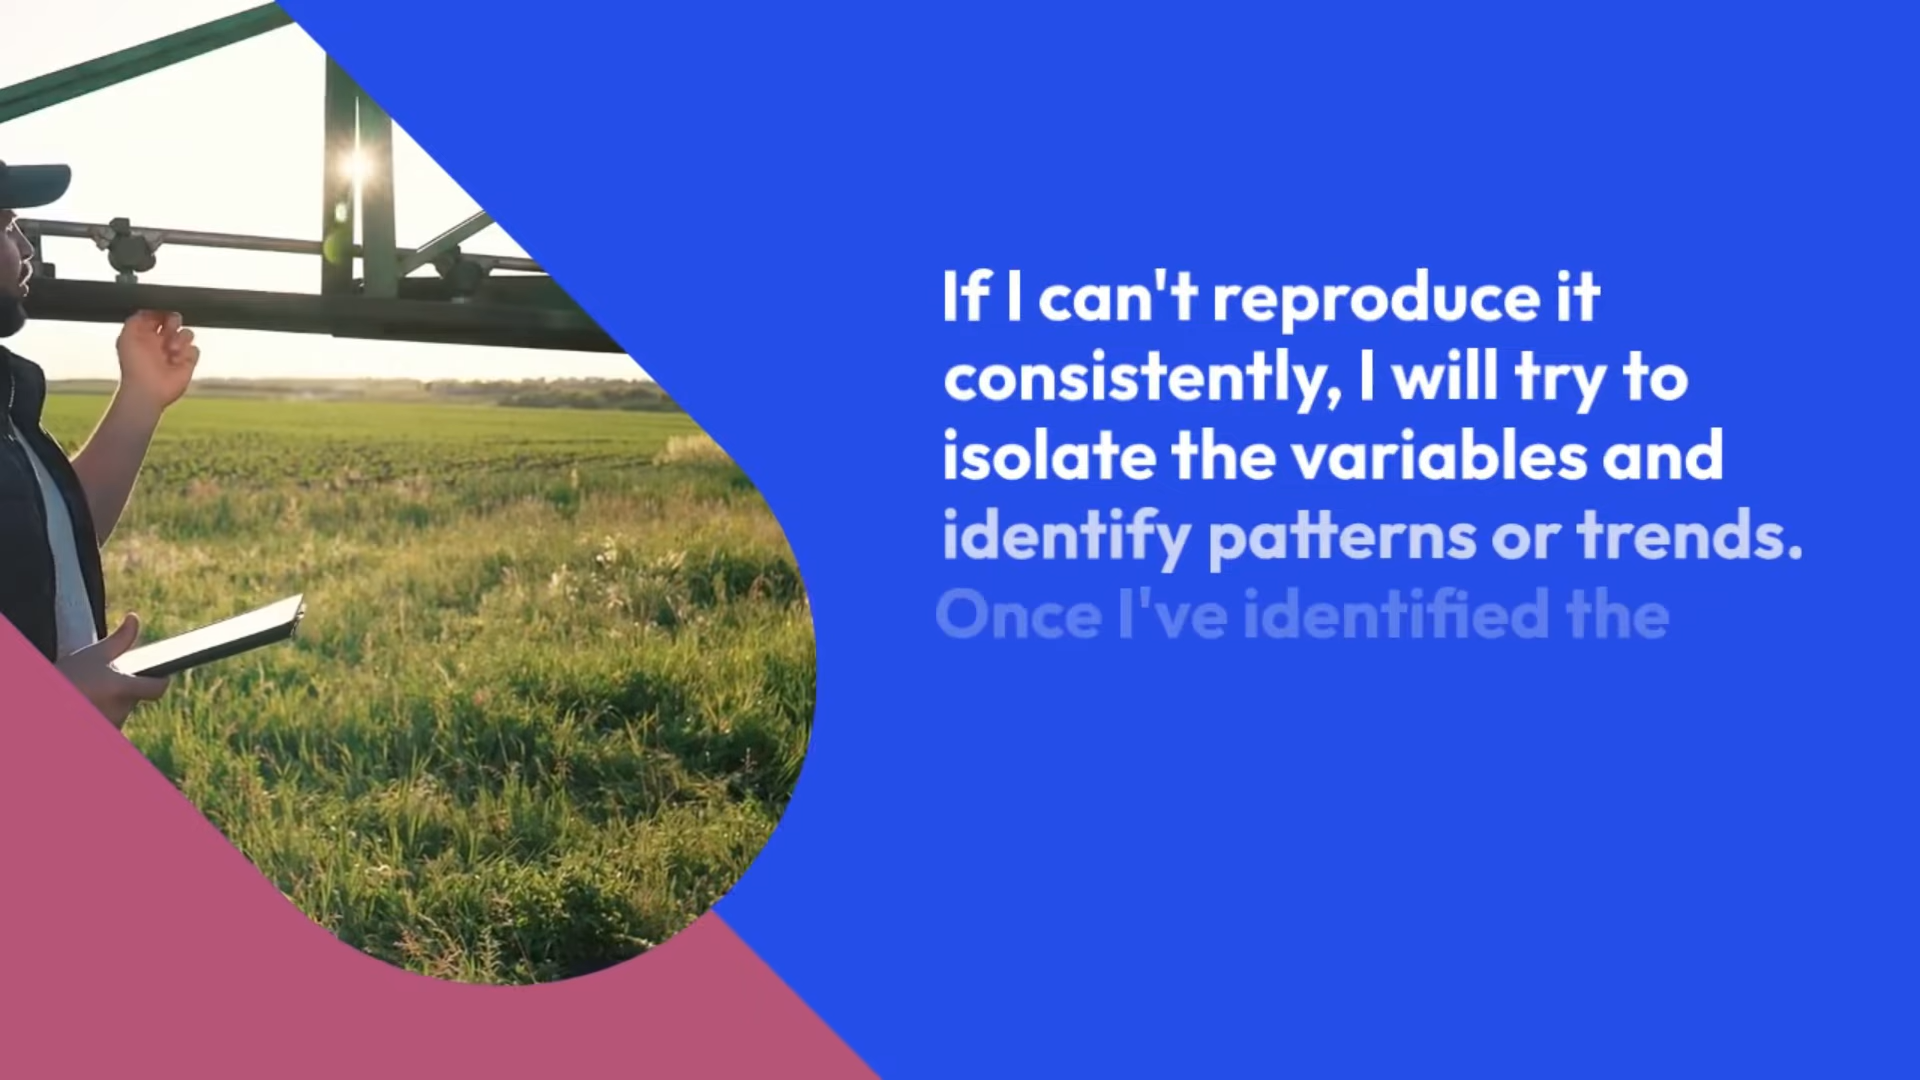 If I can't reproduce it
consistently, I will try to
isolate the variables and
identify patterns or trends.
Once I've identified the